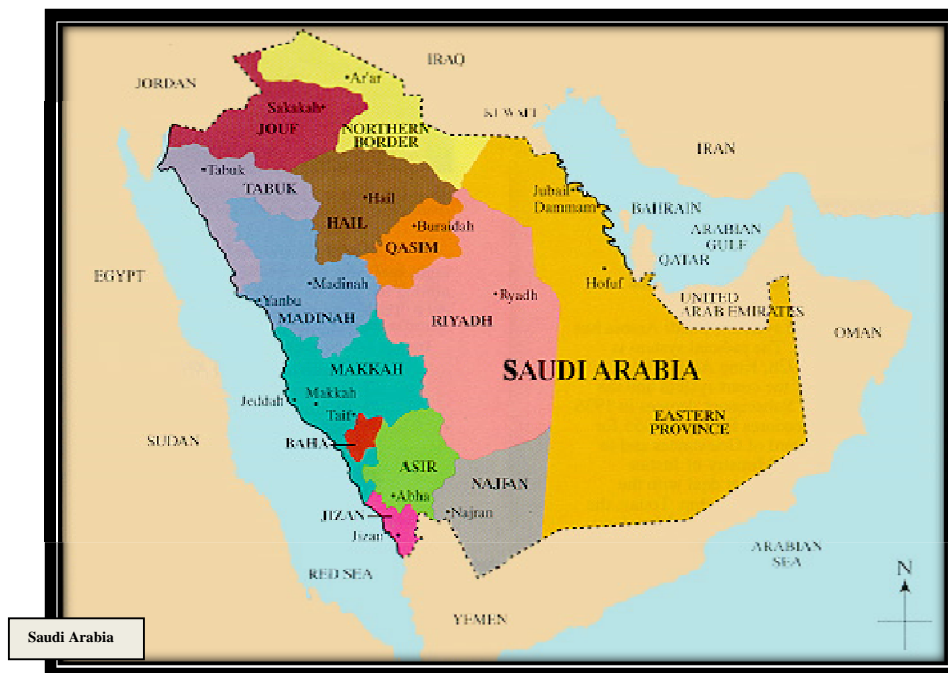 IRAQ
JORDAN
Ar'ar
Sakakah
JOUF
NORTHERN
BORDER
KUWAIT
IRAN
Tabuk
TABUK
Hail
HAIL
Buraidah
QASIM
Jubail
Dammam
BAHRAIN
ARABIAN
GULF
QATAR
EGYPT
Madinah
Yanbu
MADINAH
Ryadh
RIYADH
Hofuf
UNITED
ARAB EMIRATES
OMAN
MAKKAH
SAUDI ARABIA
Makkah
Jeddah
Taif
EASTERN
PROVINCE
SUDAN
BAHA
ASIR
NAJRAN
Abha
JIZAN
Najran
Jizan
ARABIAN
SEA
RED SEA
N
YEMEN
Saudi Arabia